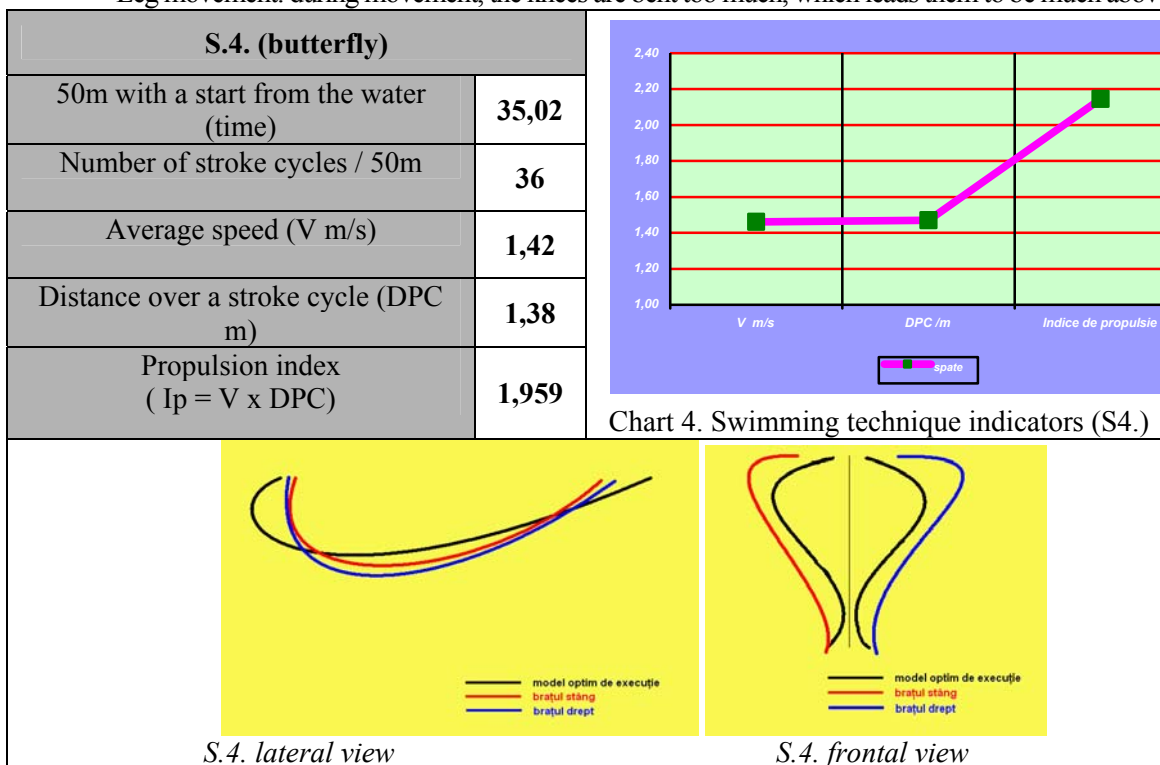 Leg movement: during movement, the knees are bent too much, which leads them to be much above
S.4. (butterfly)
50m with a start from the water
(time)
35,02
Number of stroke cycles / 50m
36
Average speed (V m/s)
1,42
Distance over a stroke cycle (DPC
m)
1,38
Propulsion index
( Ip = V x DPC)
1,959
2,40
2,20
2,00
1,80
1,60
1,40
1,20
1,00
V m/s
DPC /m
Indice de propulsie
spate
Chart 4. Swimming technique indicators (S4.)
model optim de execuție
brațul stâng
brațul drept
model optim de execuție
brațul stâng
brațul drept
S.4. lateral view
S.4. frontal view